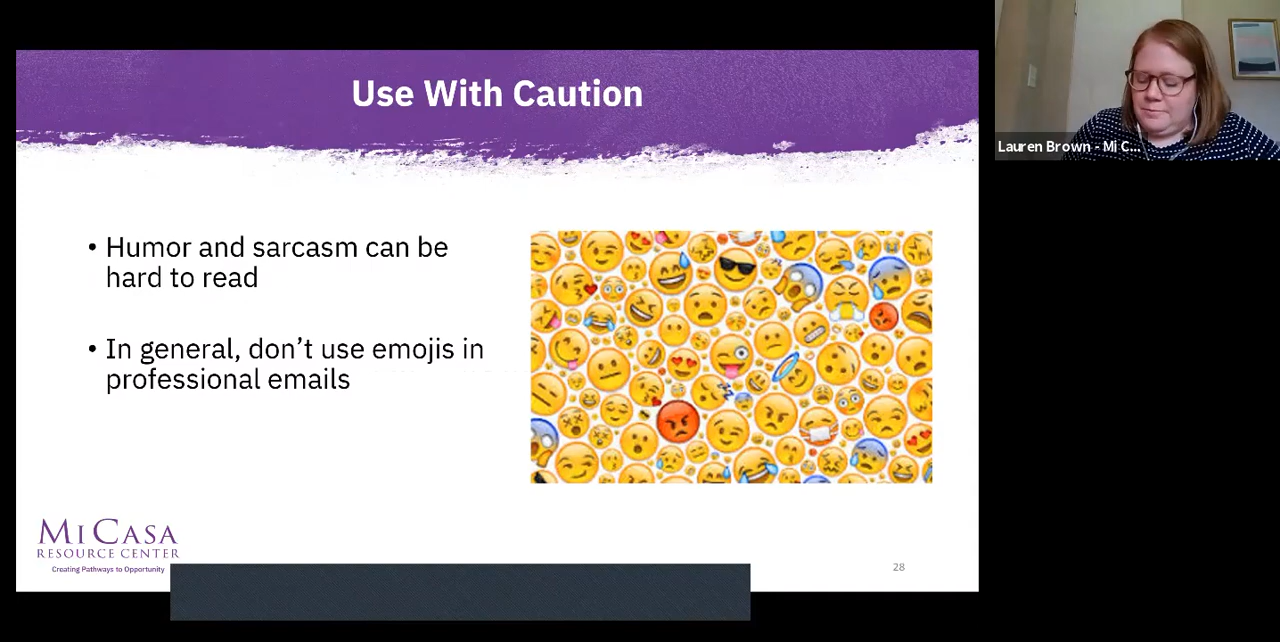 Use With Caution
Lauren Brown - Mi C...
• Humor and sarcasm can be
hard to read
• In general, don’t use emojis in
professional emails
MI CASA
RESOURCE CENTER
Creating Pathways to Opportunity
28